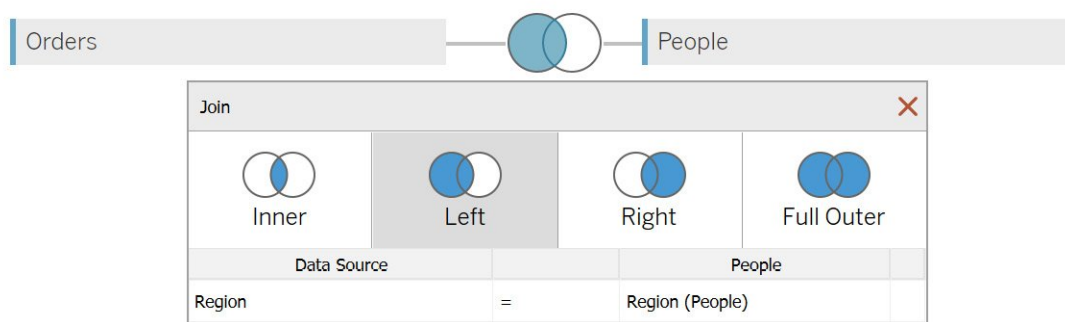 Orders People
Join
Inner Left Right Full Outer
Data Source People
Region = Region (People)